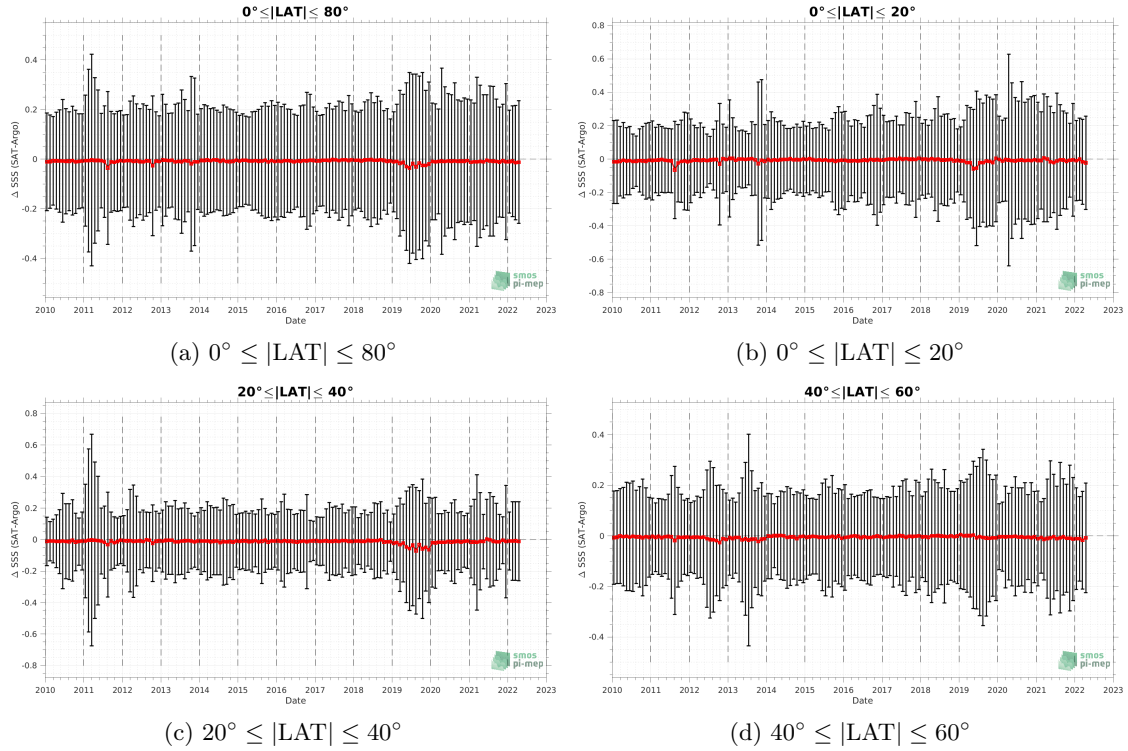 0°≤|LAT|≤ 80°
Δ SSS (SAT-Argo)
0.4
0.2
0
-0.2
-0.4
smos
pi-mep
2010 2011 2012 2013 2014 2015 2016 2017 2018 2019 2020 2021 2022 2023
Date
(a) 0° ≤ |LAT| ≤ 80°
0°≤|LAT|≤ 20°
Δ SSS (SAT-Argo)
0.8
0.6
0.4
0.2
0
-0.2
-0.4
-0.6
-0.8
smos
pi-mep
2010 2011 2012 2013 2014 2015 2016 2017 2018 2019 2020 2021 2022 2023
Date
(b) 0° ≤ |LAT| ≤ 20°
20°≤|LAT|≤ 40°
Δ SSS (SAT-Argo)
0.8
0.6
0.4
0.2
0
-0.2
-0.4
-0.6
-0.8
smos
pi-mep
2010 2011 2012 2013 2014 2015 2016 2017 2018 2019 2020 2021 2022 2023
Date
(c) 20° ≤ |LAT| ≤ 40°
40°≤|LAT|≤ 60°
Δ SSS (SAT-Argo)
0.4
0.2
0
-0.2
-0.4
smos
pi-mep
2010 2011 2012 2013 2014 2015 2016 2017 2018 2019 2020 2021 2022 2023
Date
(d) 40° ≤ |LAT| ≤ 60°